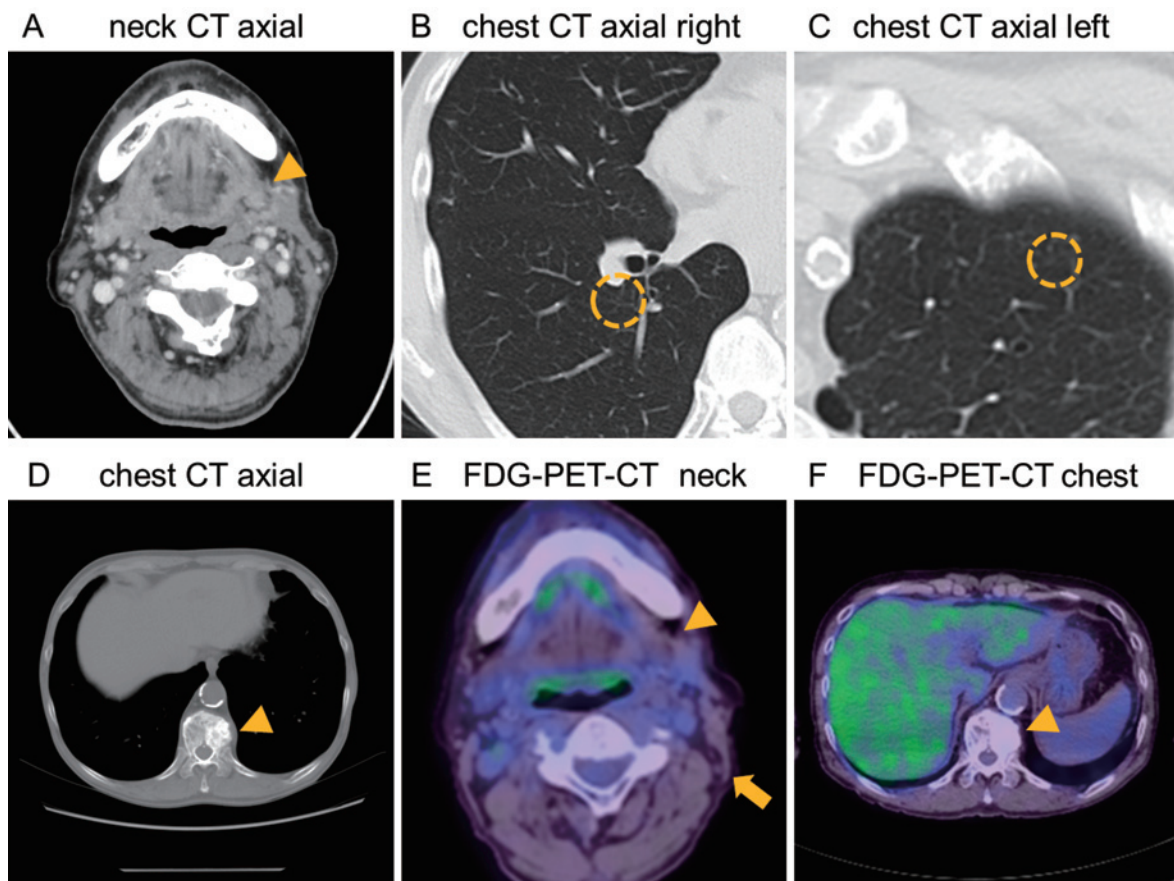 A neck CT axial
B chest CT axial right
C chest CT axial left
D chest CT axial
E FDG-PET-CT neck
F FDG-PET-CT chest